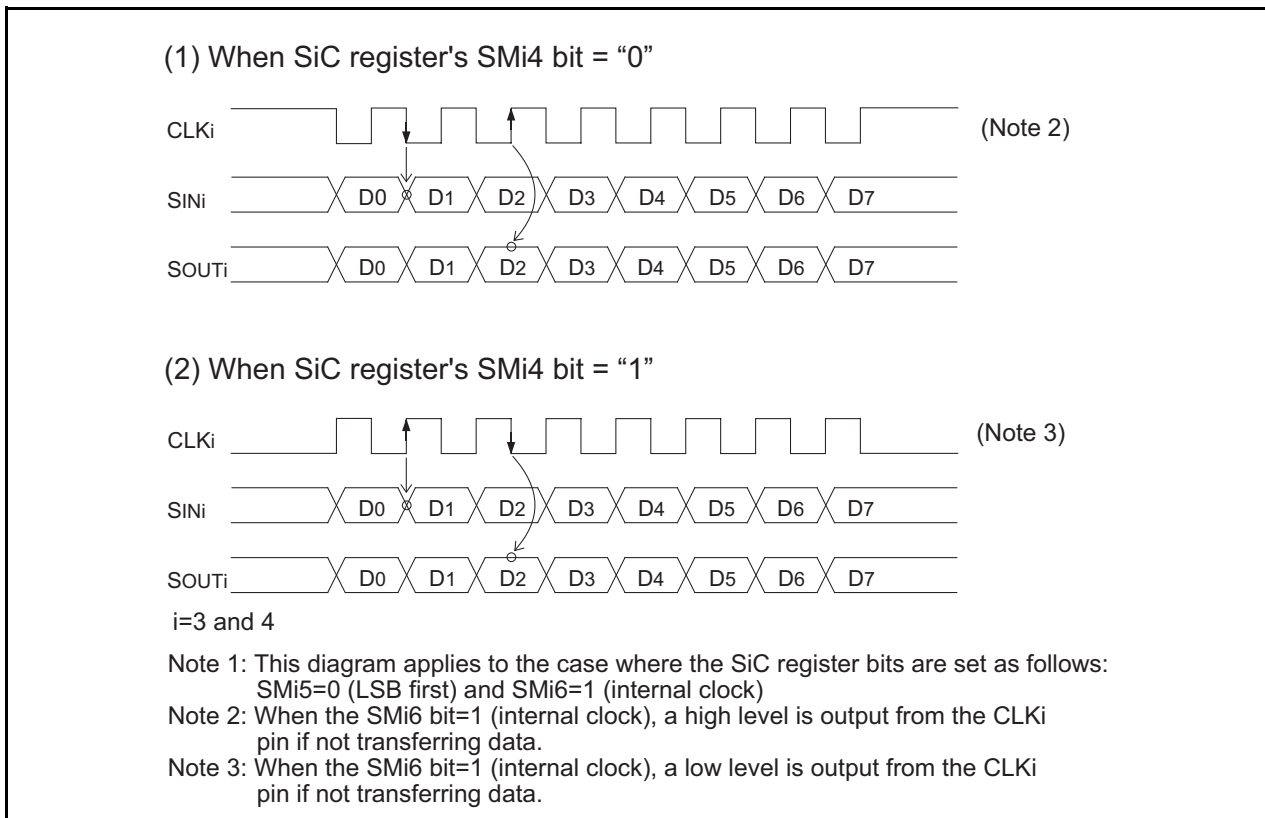 (1) When SiC register's SMi4 bit = “0”
CLKi
(Note 2)
SINi D0 D1 D2 D3 D4 D5 D6 D7
SOUTi D0 D1 D2 D3 D4 D5 D6 D7
(2) When SiC register's SMi4 bit = “1”
CLKi
(Note 3)
SINi D0 D1 D2 D3 D4 D5 D6 D7
SOUTi D0 D1 D2 D3 D4 D5 D6 D7
i=3 and 4
Note 1: This diagram applies to the case where the SiC register bits are set as follows:
SMi5=0 (LSB first) and SMi6=1 (internal clock)
Note 2: When the SMi6 bit=1 (internal clock), a high level is output from the CLKi
pin if not transferring data.
Note 3: When the SMi6 bit=1 (internal clock), a low level is output from the CLKi
pin if not transferring data.